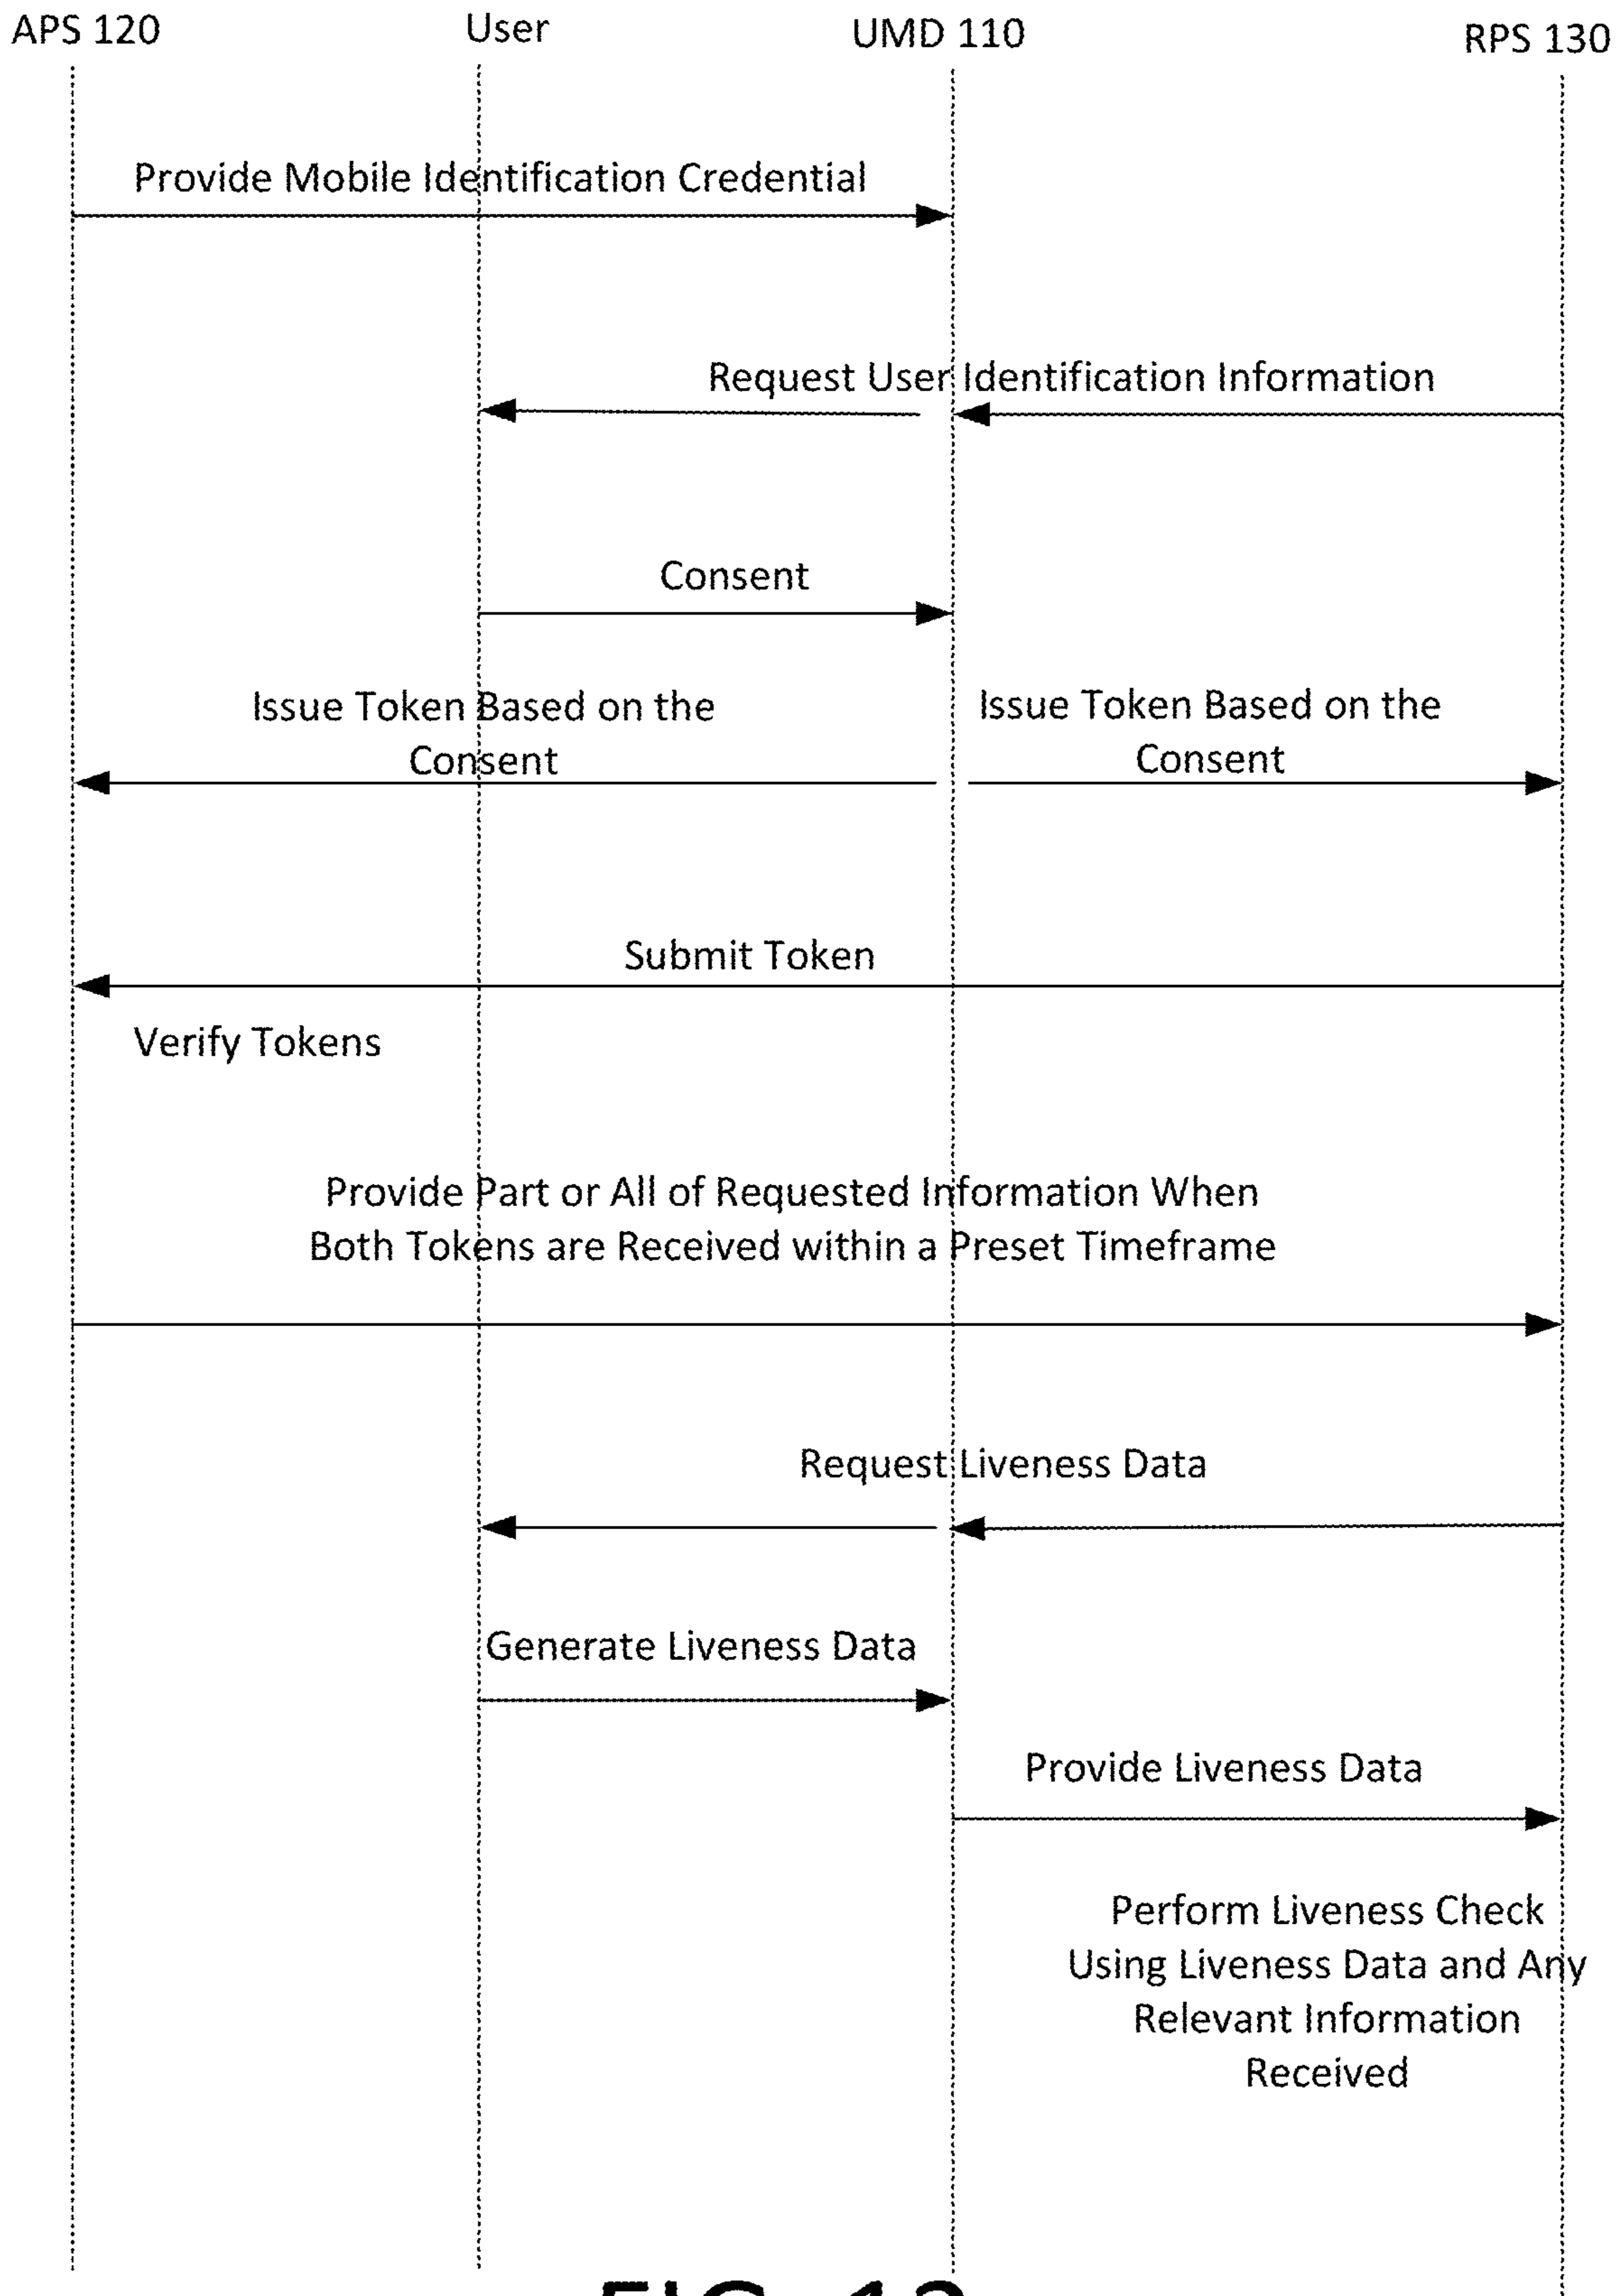 APS 120
User
UMD 110
RPS 130
Provide Mobile Identification Credential
Request User Identification Information
Consent
Issue Token Based on the
Consent
Issue Token Based on the
Consent
Submit Token
Verify Tokens
Provide Part or All of Requested Information When
Both Tokens are Received within a Preset Timeframe
Request Liveness Data
Generate Liveness Data
Provide Liveness Data
Perform Liveness Check
Using Liveness Data and Any
Relevant Information
Received